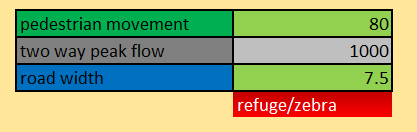 pedestrian movement 80
two way peak flow 1000
road width 7.5
refuge/zebra